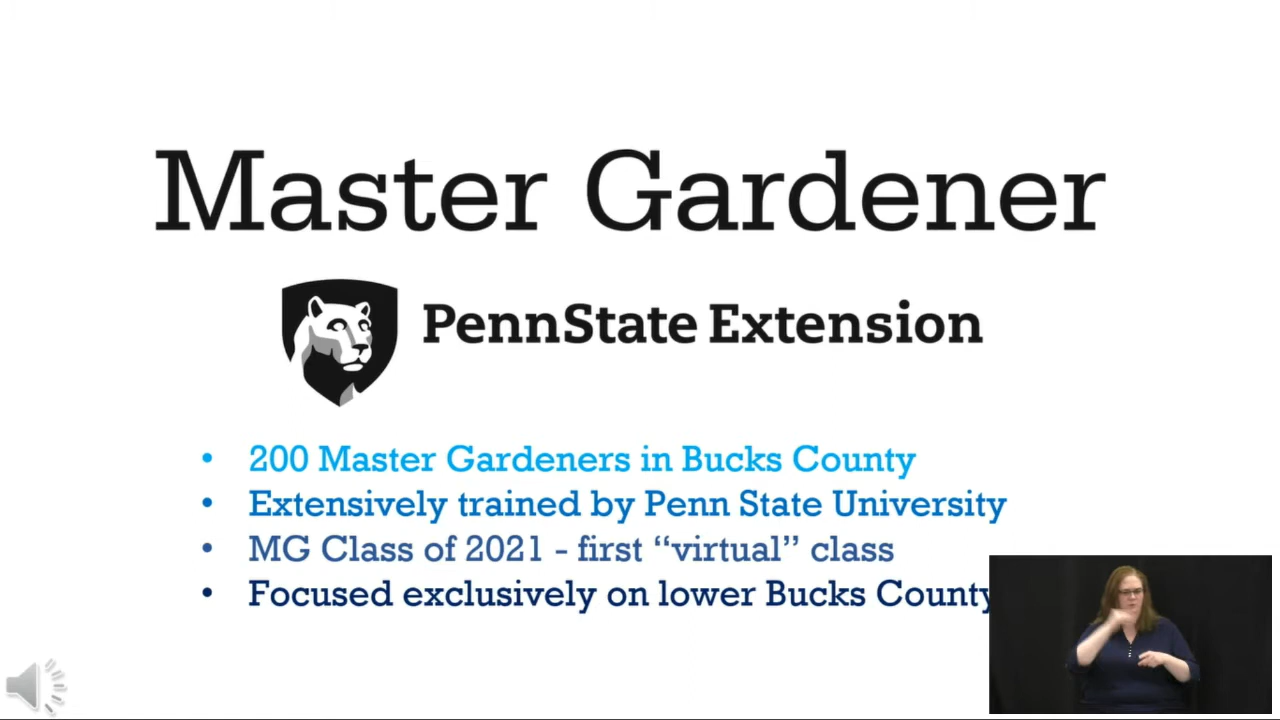 Master Gardener
PennState Extension
• 200 Master Gardeners in Bucks County
• Extensively trained by Penn State University
• MG Class of 2021 - first “virtual” class
• Focused exclusively on lower Bucks County